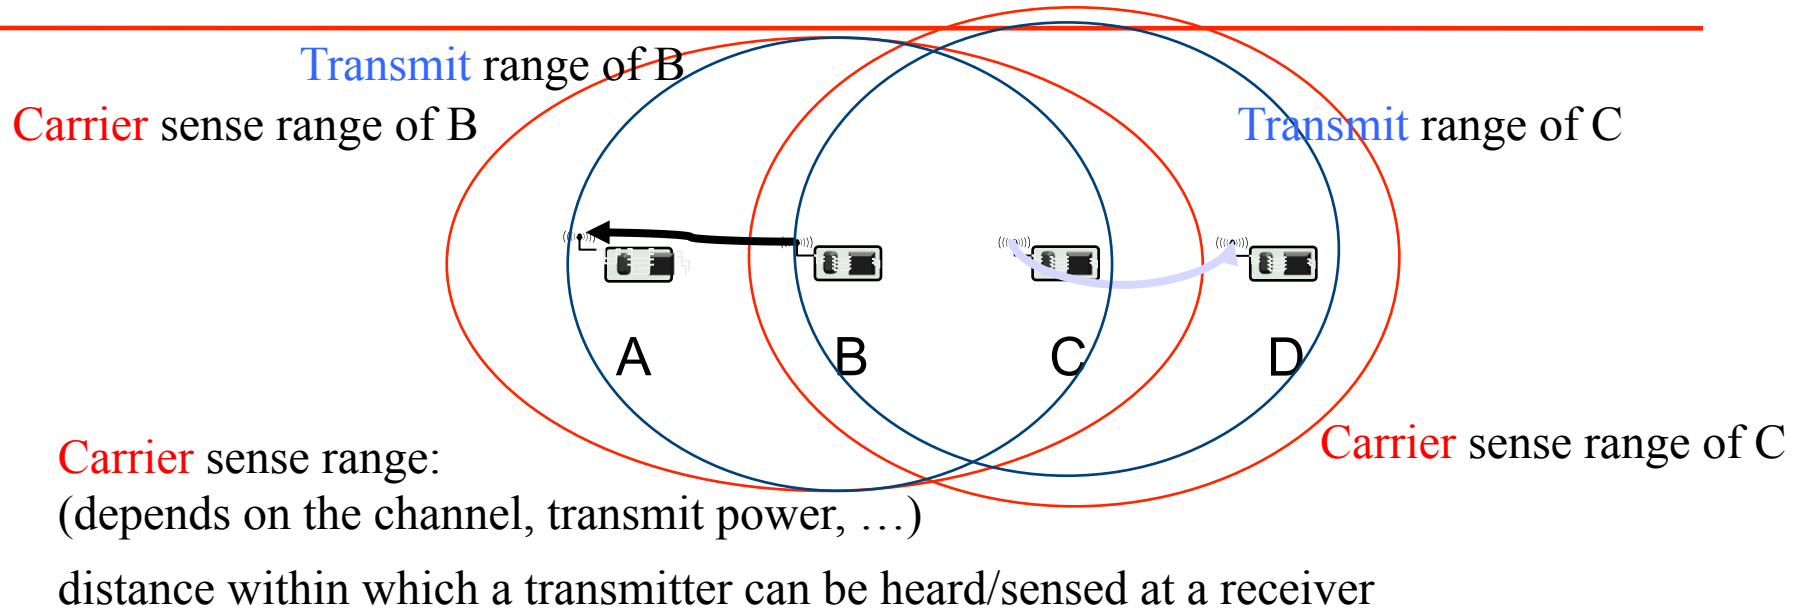 Transmit range of B
Carrier sense range of B
Transmit range of C
A
B
C
D
Carrier sense range of C
Carrier sense range:
(depends on the channel, transmit power, …)
distance within which a transmitter can be heard/sensed at a receiver